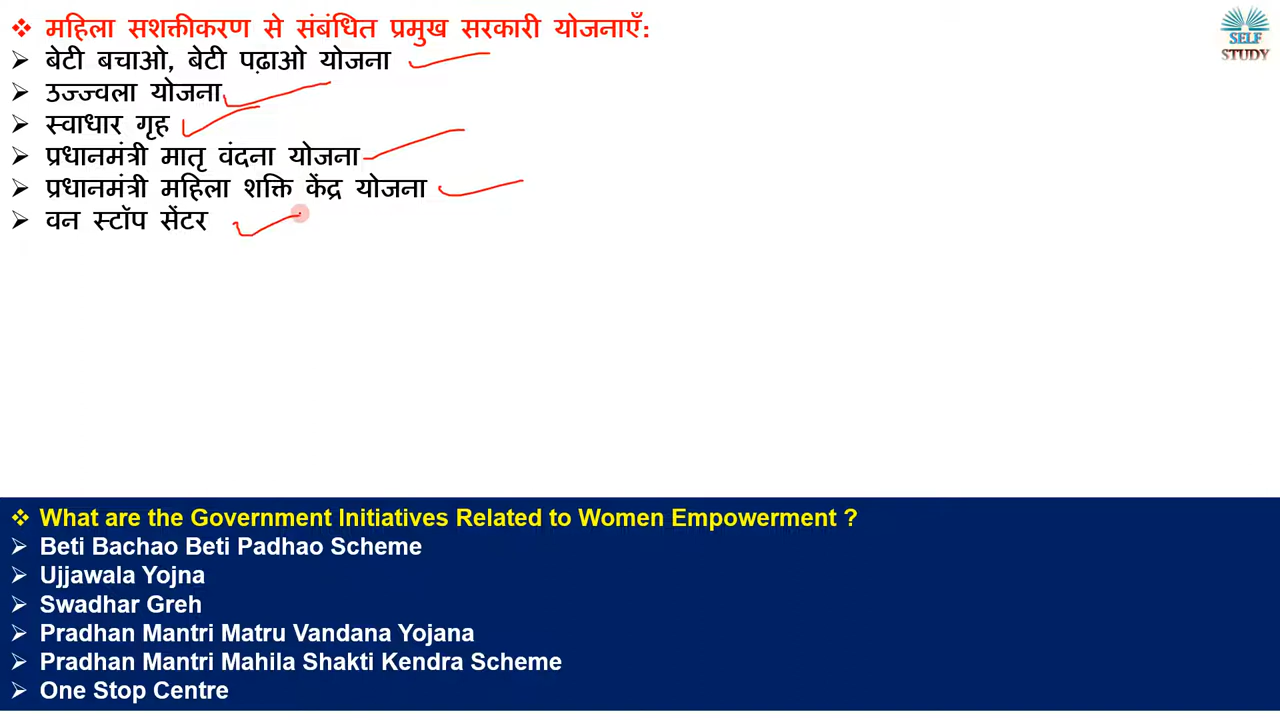 ❖ महिला सशक्तीकरण से संबंधित प्रमुख सरकारी योजनाएँ:
➢ बेटी बचाओ, बेटी पढ़ाओ योजना
➢ उज्ज्वला योजना
➢ स्वाधार गृह
➢ प्रधानमंत्री मातृ वंदना योजना
➢ प्रधानमंत्री महिला शक्ति केंद्र योजना
➢ वन स्टॉप सेंटर
SELF
STUDY
❖ What are the Government Initiatives Related to Women Empowerment ?
➢ Beti Bachao Beti Padhao Scheme
➢ Ujjawala Yojna
➢ Swadhar Greh
➢ Pradhan Mantri Matru Vandana Yojana
➢ Pradhan Mantri Mahila Shakti Kendra Scheme
➢ One Stop Centre